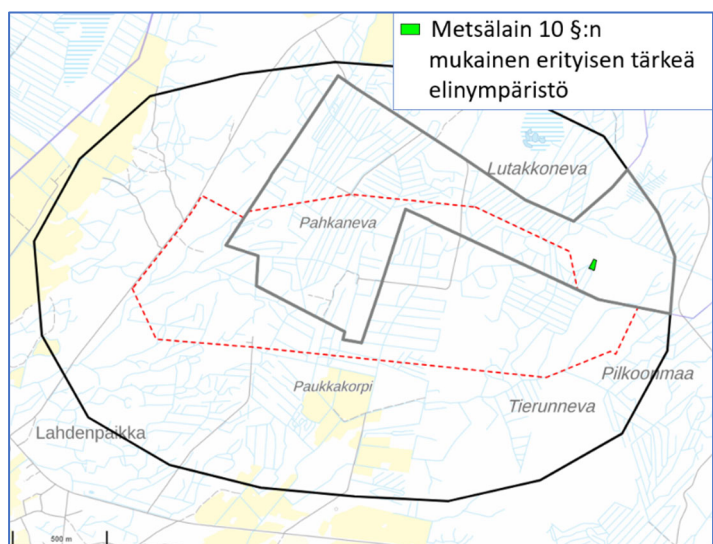 Metsälain 10 §:n
mukainen erityisen tärkeä
elinympäristö
Lutakkoneva
Pahkaneva
Pilkoonmaa
Paukkakorpi
Tierunneva
Lahdenpaikka
500 m